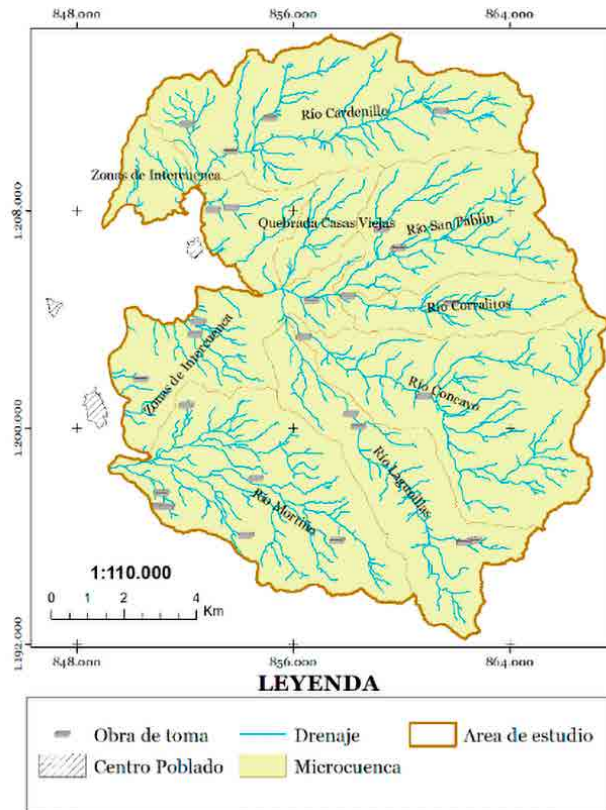 848.000 856.000 864.000
Río Cardenillo
Zonas de Intercuenca
1.208.000
Quebrada Casas Viejas
Río San Pablin
Río Corralitos
Zonas de Intercuenca
Río Concavo
1.200.000
Río Lagunillas
Río Mortiño
1:110.000
0 1 2 4
Km
1.192.000
848.000 856.000 864.000
LEYENDA
Obra de toma Drenaje Area de estudio
Centro Poblado Microcuenca